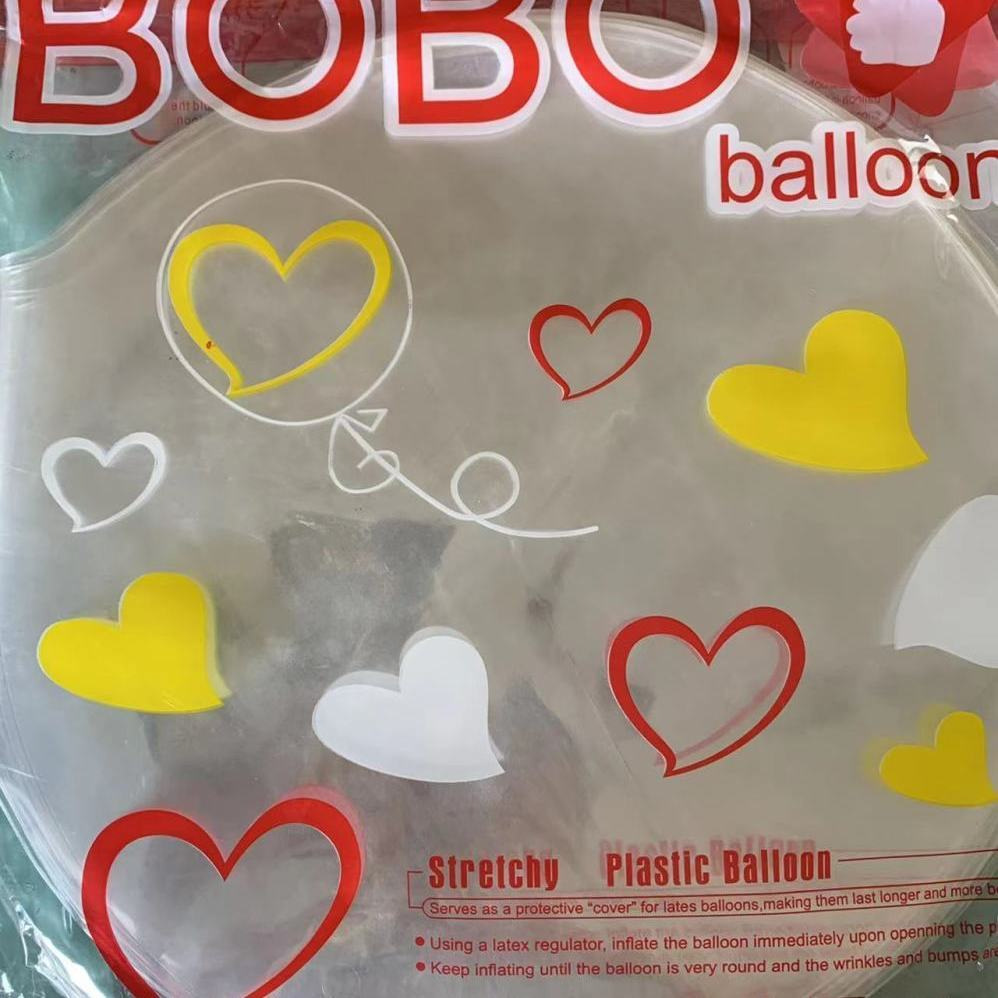 BOBO
balloon
Stretchy Plastic Balloon
Serves as a protective “cover” for lates balloons,making them last longer and more
● Using a latex regulator, inflate the balloon immediately upon openning the
● Keep inflating until the balloon is very round and the wrinkles and bumps